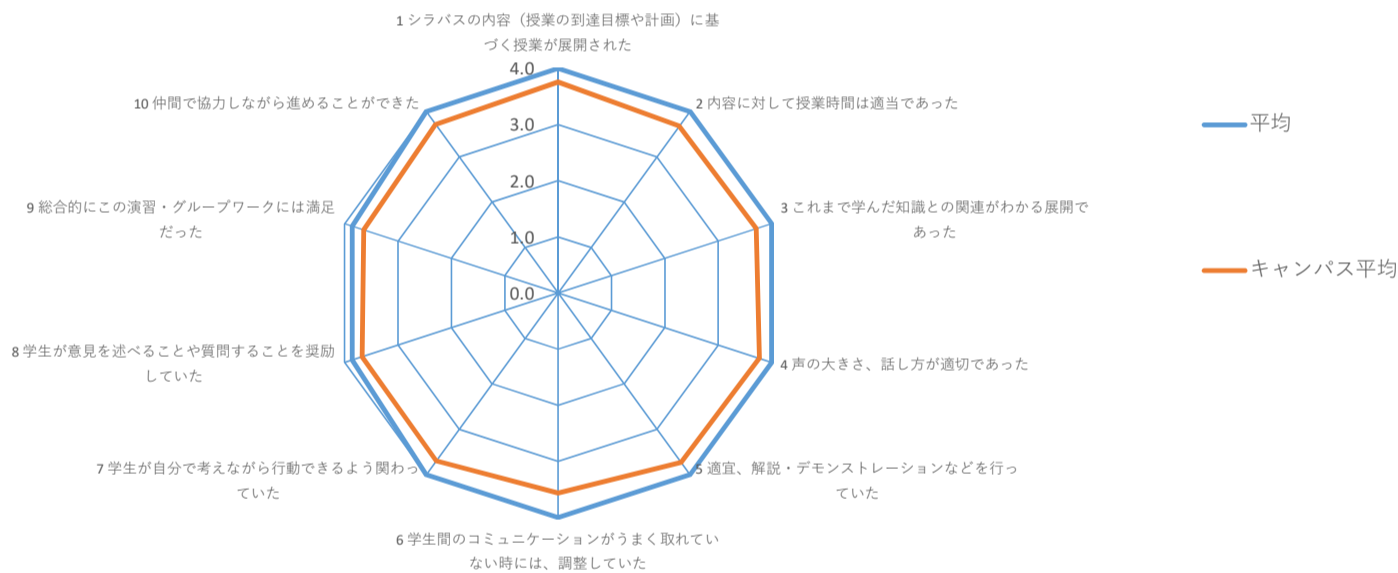 1 シラバスの内容（授業の到達目標や計画）に基
づく授業が展開された
4.0
10 仲間で協力しながら進めることができた
2 内容に対して授業時間は適当であった
平均
3.0
2.0
9 総合的にこの演習・グループワークには満足
だった
3 これまで学んだ知識との関連がわかる展開で
あった
1.0
キャンパス平均
0.0
8 学生が意見を述べることや質問することを奨励
していた
4 声の大きさ、話し方が適切であった
7 学生が自分で考えながら行動できるよう関わっ
ていた
5 適宜、解説・デモンストレーションなどを行っ
ていた
6 学生間のコミュニケーションがうまく取れてい
ない時には、調整していた